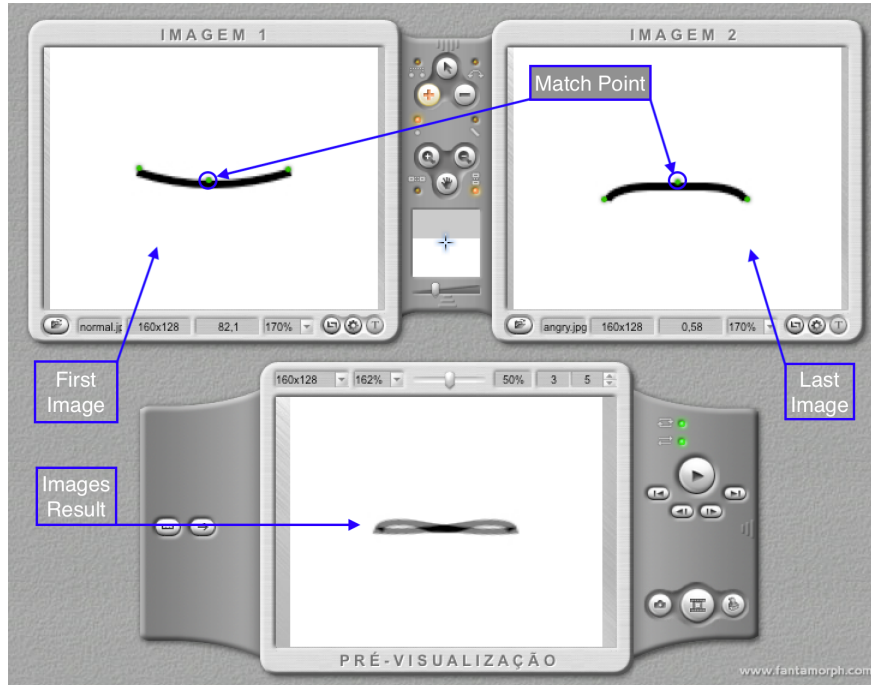 IMAGEM 1
IMAGEM 2
Match Point
normal.jp
160x128
82,1
170%
T
angry.jpg
160x128
0,58
170%
T
First
Image
Last
Image
160x128
162%
50%
3
5
Images
Result
PRÉ-VISUALIZAÇÃO
www.fantamorph.com